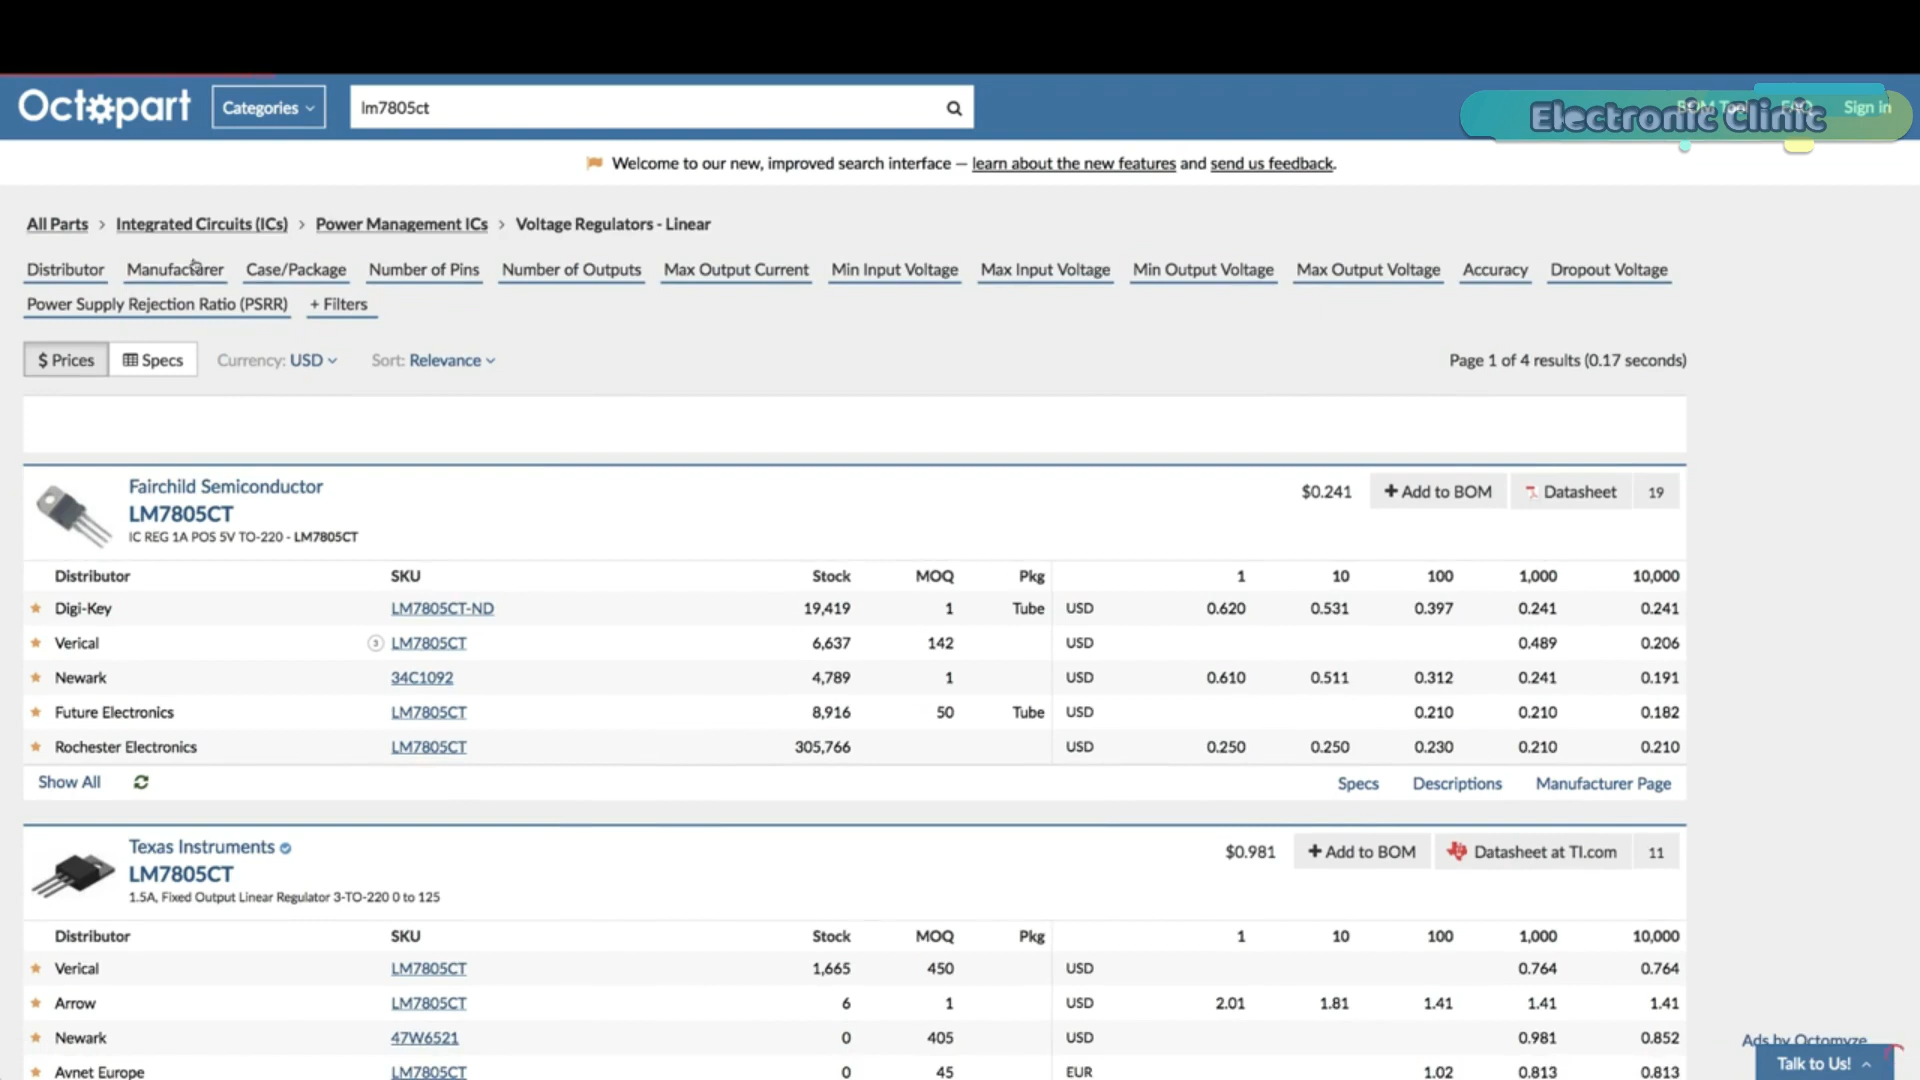 Octopart
Categories
lm7805ct
BOM Tool FAQ Sign in
Electronic Clinic
Welcome to our new, improved search interface — learn about the new features and send us feedback.
All Parts > Integrated Circuits (ICs) > Power Management ICs > Voltage Regulators - Linear
Distributor Manufacturer Case/Package Number of Pins Number of Outputs Max Output Current Min Input Voltage Max Input Voltage Min Output Voltage Max Output Voltage Accuracy Dropout Voltage
Power Supply Rejection Ratio (PSRR) + Filters
$ Prices Specs Currency: USD Sort: Relevance Page 1 of 4 results (0.17 seconds)
Fairchild Semiconductor
LM7805CT
IC REG 1A POS 5V TO-220 - LM7805CT
$0.241 + Add to BOM Datasheet 19
Distributor SKU Stock MOQ Pkg 1 10 100 1,000 10,000
Digi-Key LM7805CT-ND 19,419 1 Tube USD 0.620 0.531 0.397 0.241 0.241
Verical 3 LM7805CT 6,637 142 USD 0.489 0.206
Newark 34C1092 4,789 1 USD 0.610 0.511 0.312 0.241 0.191
Future Electronics LM7805CT 8,916 50 Tube USD 0.210 0.210 0.182
Rochester Electronics LM7805CT 305,766 USD 0.250 0.250 0.230 0.210 0.210
Show All Specs Descriptions Manufacturer Page
Texas Instruments
LM7805CT
1.5A, Fixed Output Linear Regulator 3-TO-220 0 to 125
$0.981 + Add to BOM Datasheet at TI.com 11
Distributor SKU Stock MOQ Pkg 1 10 100 1,000 10,000
Verical LM7805CT 1,665 450 USD 0.764 0.764
Arrow LM7805CT 6 1 USD 2.01 1.81 1.41 1.41 1.41
Newark 47W6521 0 405 USD 0.981 0.852
Avnet Europe LM7805CT 0 45 EUR 1.02 0.813 0.813
Ads by Octomyze
Talk to Us!